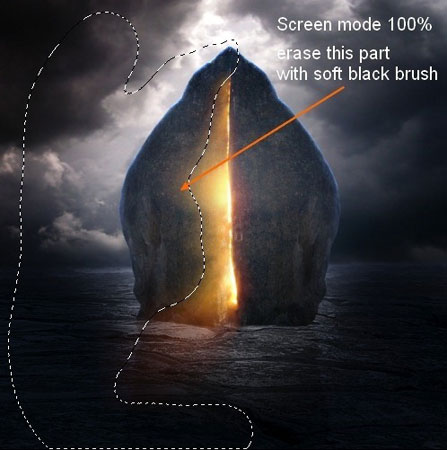 Screen mode 100%
erase this part
with soft black brush